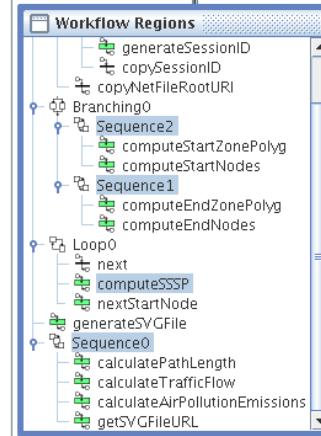 Workflow Regions
generateSessionID
copySessionID
copyNetFileRootURI
Branching0
Sequence2
computeStartZonePolyg
computeStartNodes
Sequence1
computeEndZonePolyg
computeEndNodes
Loop0
next
computeSSSP
nextStartNode
generateSVGFile
Sequence0
calculatePathLength
calculateTrafficFlow
calculateAirPollutionEmissions
getSVGFileURL